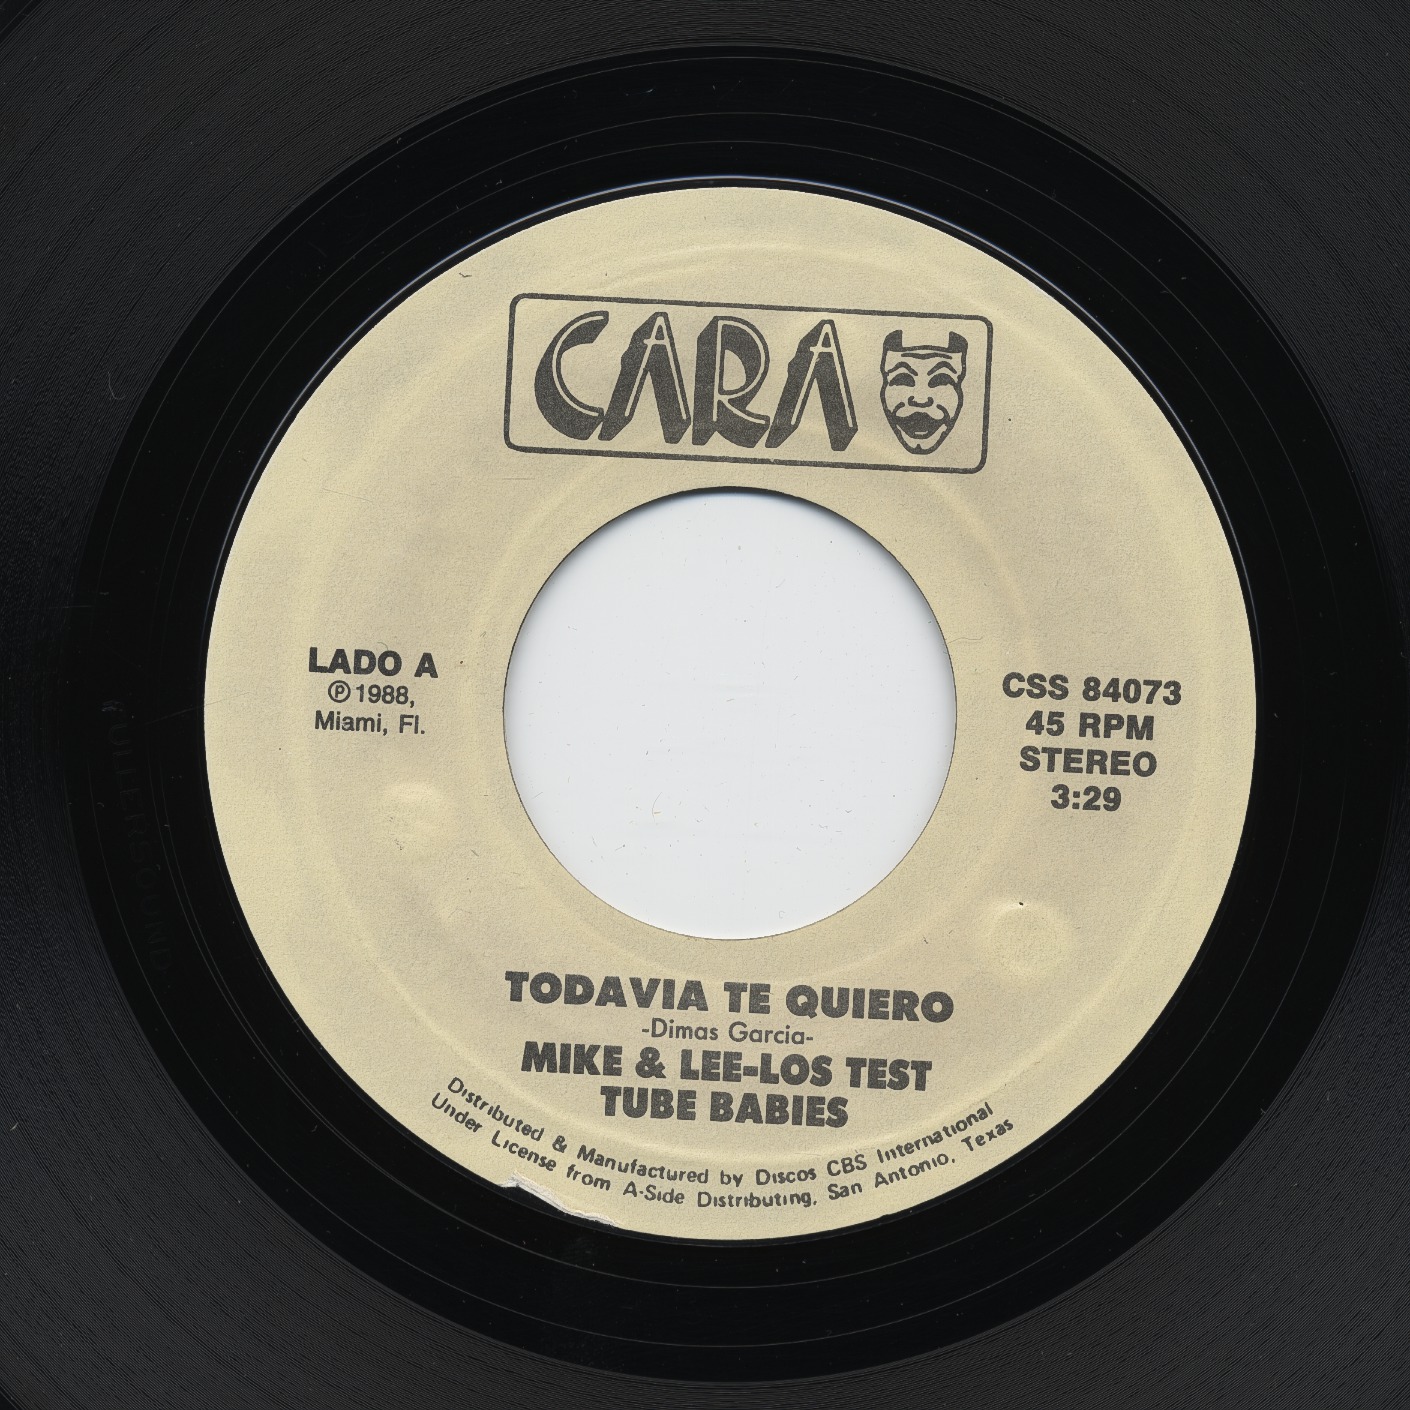 CARA
LADO A
Ⓟ 1988,
Miami, Fl.
CSS 84073
45 RPM
STEREO
3:29
TODAVIA TE QUIERO
-Dimas Garcia-
MIKE & LEE-LOS TEST
TUBE BABIES
Distributed & Manufactured by Discos CBS International
Under License from A-Side Distributing, San Antonio, Texas